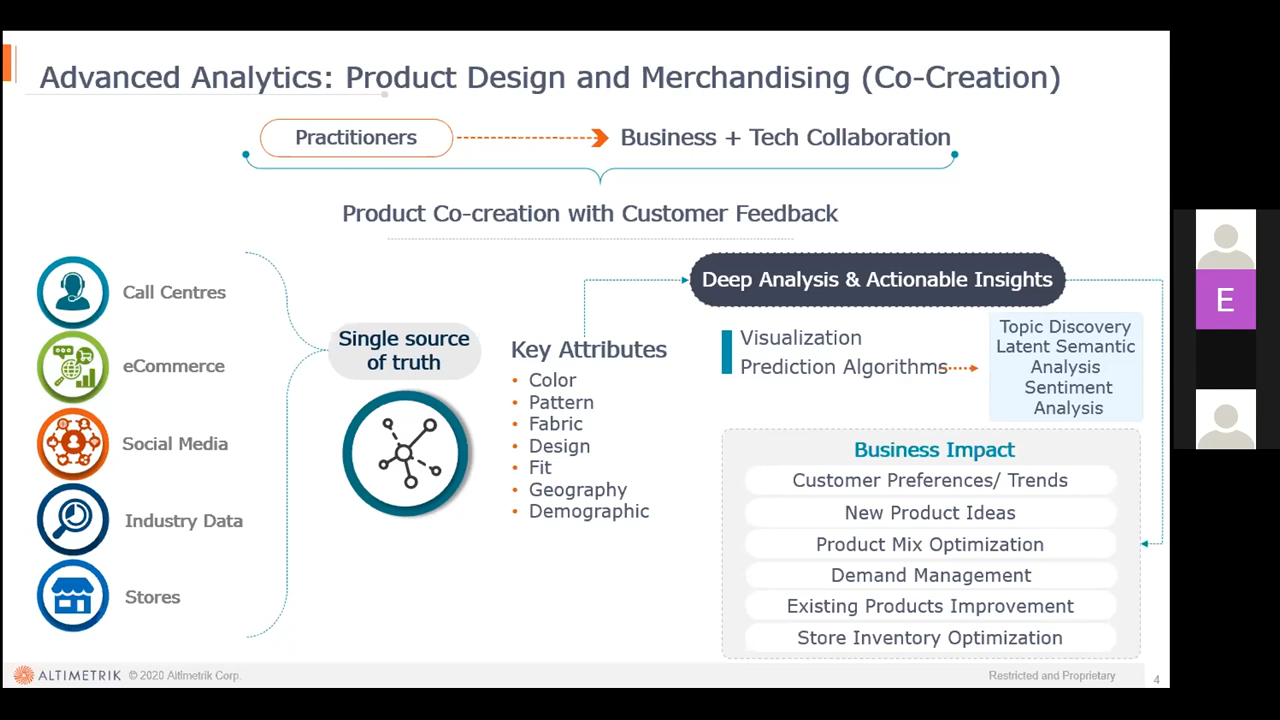 Advanced Analytics: Product Design and Merchandising (Co-Creation)
Practitioners
Business + Tech Collaboration
Product Co-creation with Customer Feedback
Call Centres
eCommerce
Social Media
Industry Data
Stores
Single source
of truth
Key Attributes
• Color
• Pattern
• Fabric
• Design
• Fit
• Geography
• Demographic
Deep Analysis & Actionable Insights
Visualization
Prediction Algorithms
Topic Discovery
Latent Semantic
Analysis
Sentiment
Analysis
Business Impact
Customer Preferences/ Trends
New Product Ideas
Product Mix Optimization
Demand Management
Existing Products Improvement
Store Inventory Optimization
E
ALTIMETRIK © 2020 Altimetrik Corp.
Restricted and Proprietary
4